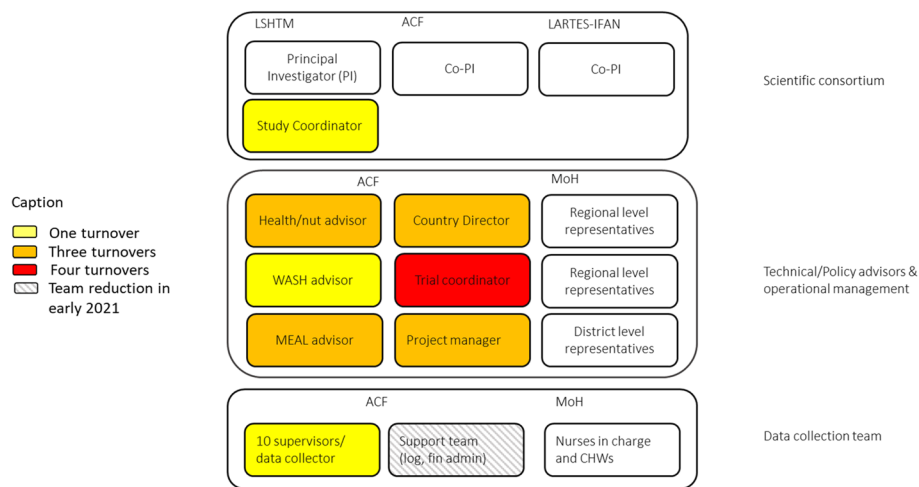 LSHTM
ACF
LARTES-IFAN
Principal
Investigator (PI)
Co-PI
Co-PI
Scientific consortium
Study Coordinator
ACF
MoH
Health/nut advisor
Country Director
Regional level
representatives
WASH advisor
Trial coordinator
Regional level
representatives
Technical/Policy advisors &
operational management
MEAL advisor
Project manager
District level
representatives
Caption
One turnover
Three turnovers
Four turnovers
Team reduction in
early 2021
ACF
MoH
10 supervisors/
data collector
Support team
(log, fin admin)
Nurses in charge
and CHWs
Data collection team